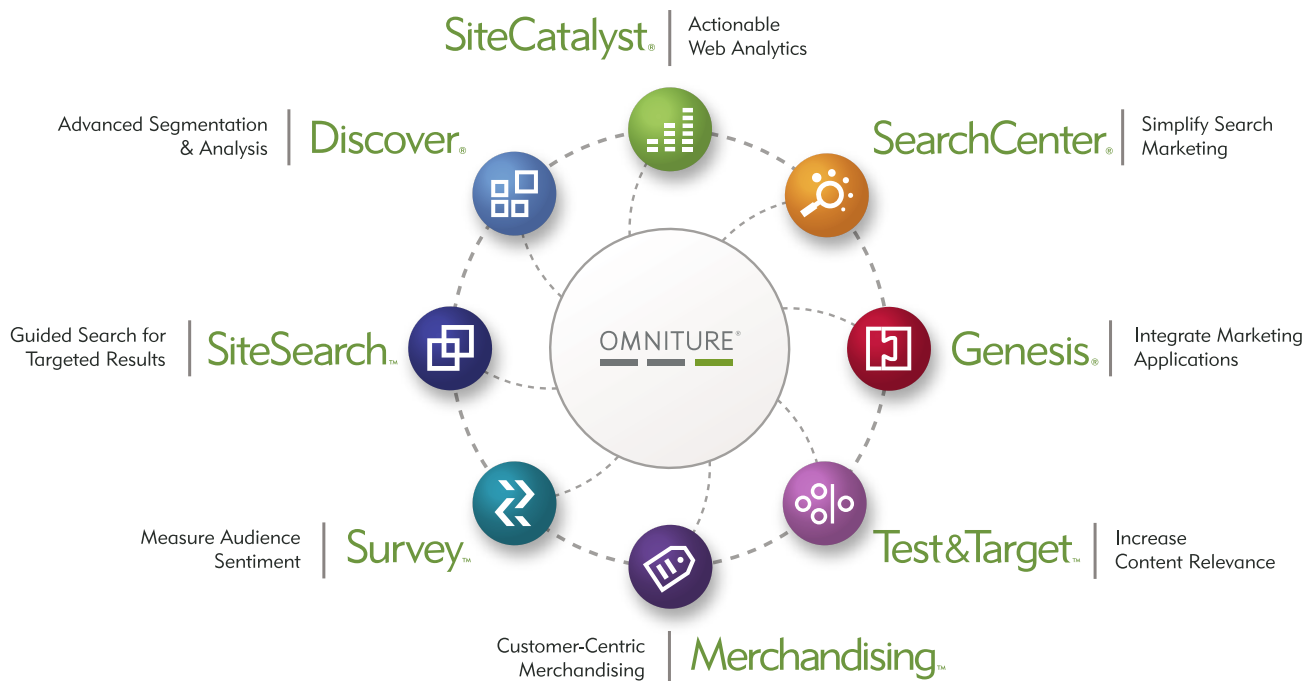 SiteCatalyst®
Actionable
Web Analytics
Advanced Segmentation
& Analysis
Discover®
SearchCenter®
Simplify Search
Marketing
Guided Search for
Targeted Results
SiteSearch™
OMNITURE®
Genesis®
Integrate Marketing
Applications
Measure Audience
Sentiment
Survey™
Test&Target™
Increase
Content Relevance
Customer-Centric
Merchandising
Merchandising™